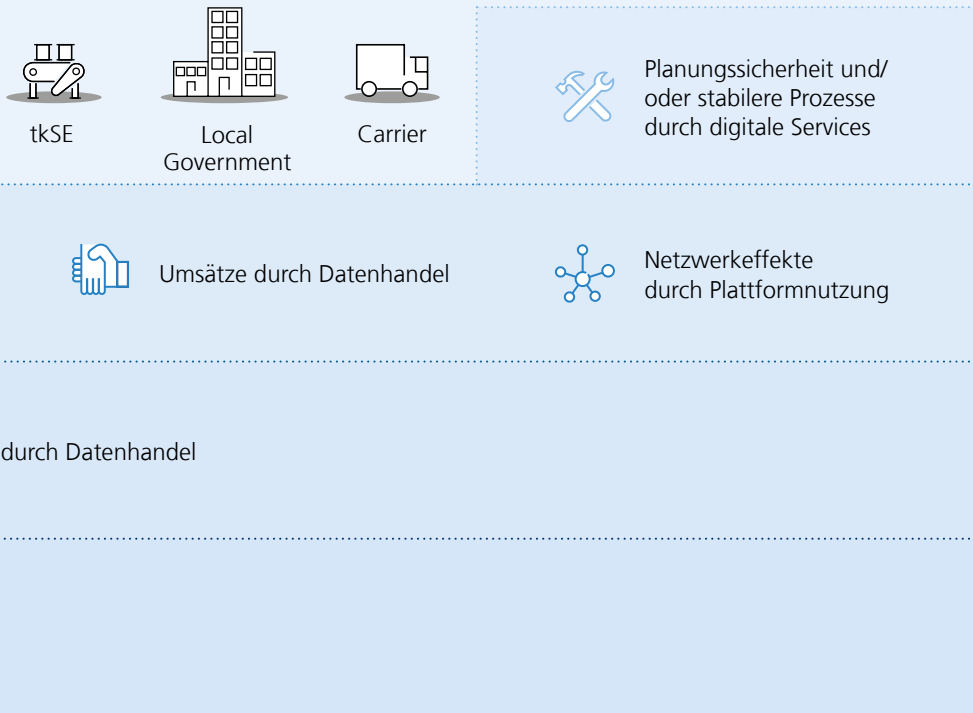 tkSE
Local
Government
Carrier
Planungssicherheit und/
oder stabilere Prozesse
durch digitale Services
Umsätze durch Datenhandel
Netzwerkeffekte
durch Plattformnutzung
durch Datenhandel